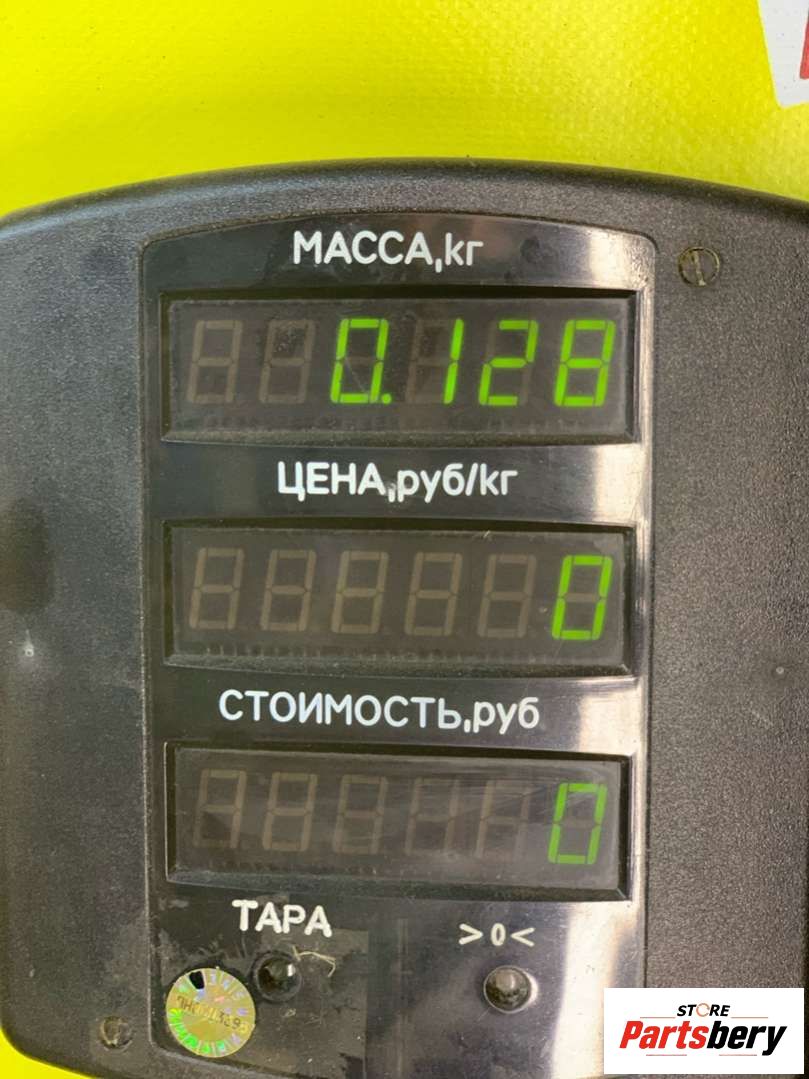 МАССА,кг
0.128
ЦЕНА,руб/кг
0
СТОИМОСТЬ,руб
0
ТАРА >0<
STORE
Partsbery